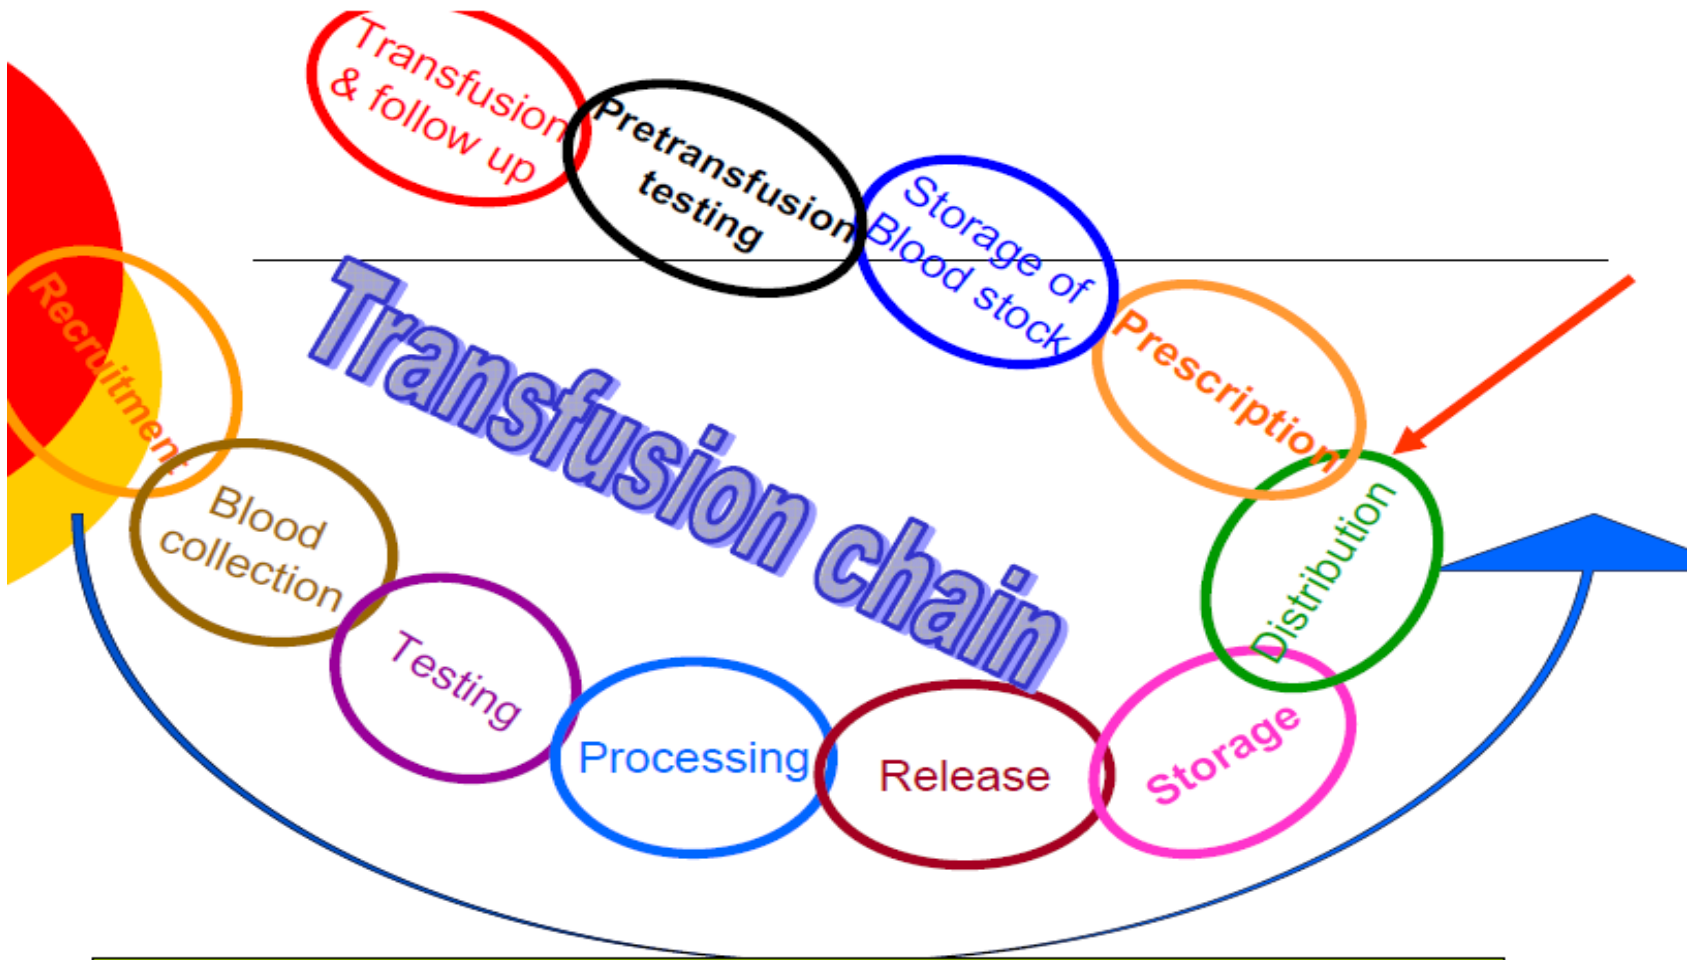 Transfusion
& follow up
Pretransfusion
testing
Storage of
Blood stock
Prescription
Recruitment
Transfusion chain
Blood
collection
Distribution
Testing
Processing
Release
Storage